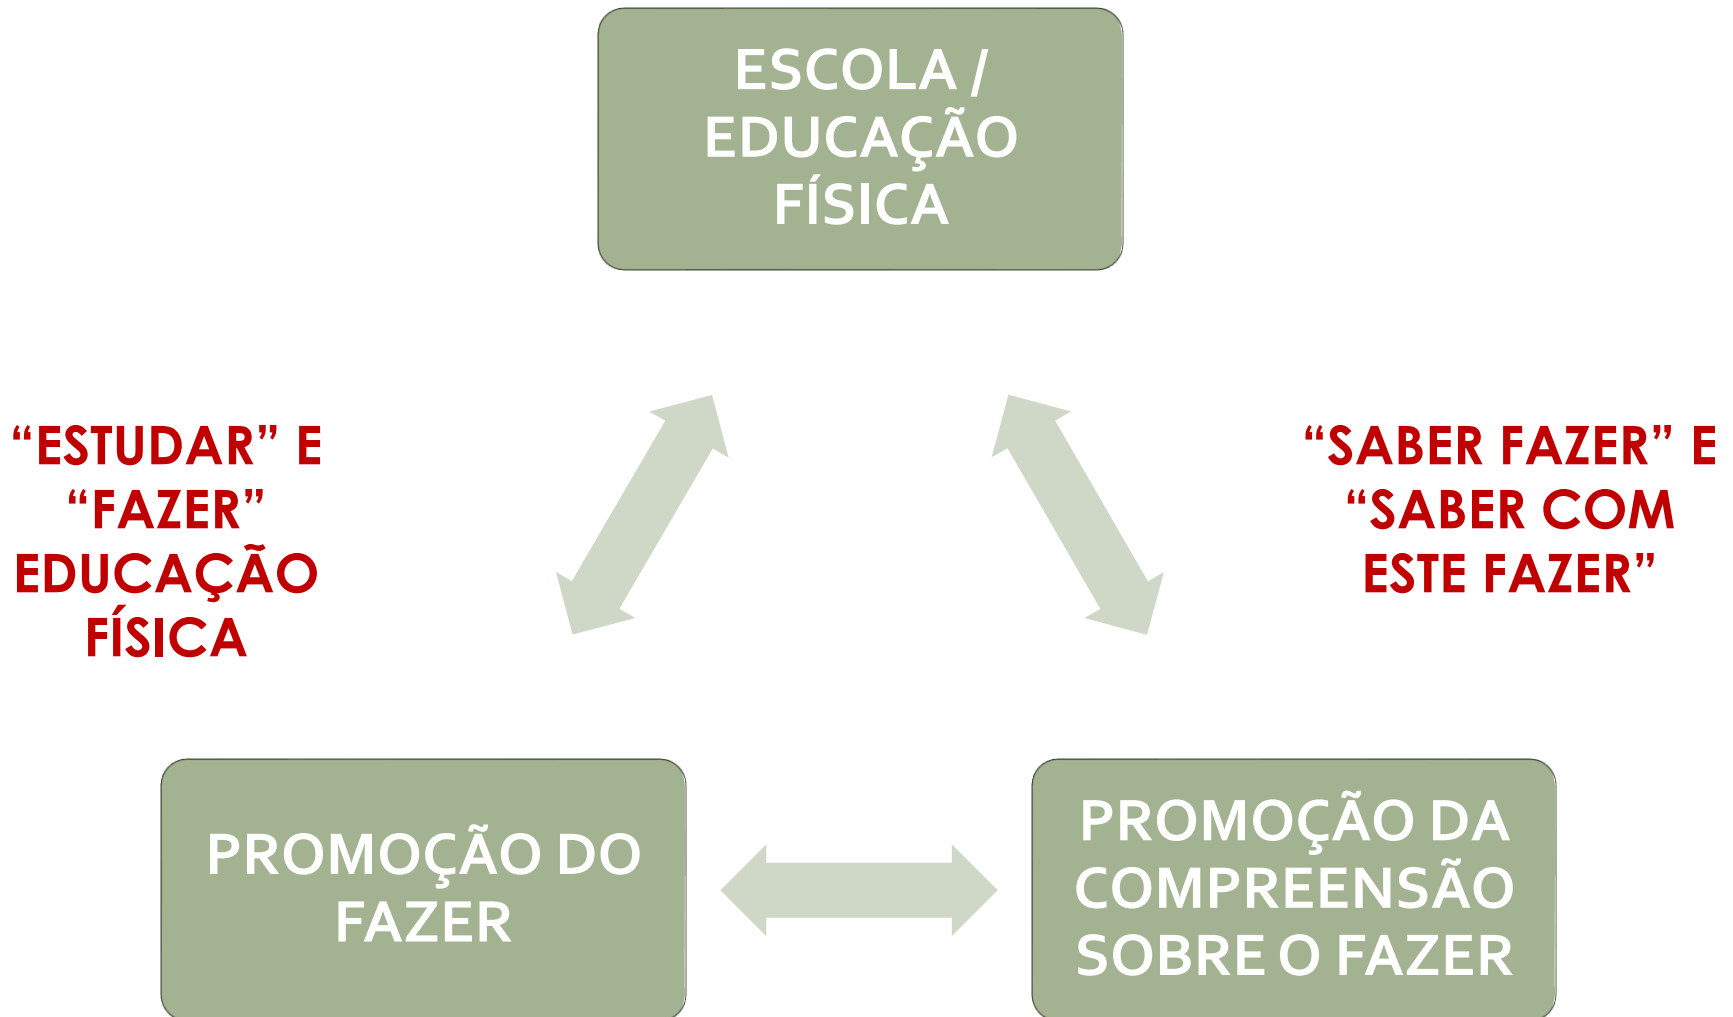 ESCOLA /
EDUCAÇÃO
FÍSICA
“ESTUDAR” E
“FAZER”
EDUCAÇÃO
FÍSICA
“SABER FAZER” E
“SABER COM
ESTE FAZER”
PROMOÇÃO DO
FAZER
PROMOÇÃO DA
COMPREENSÃO
SOBRE O FAZER